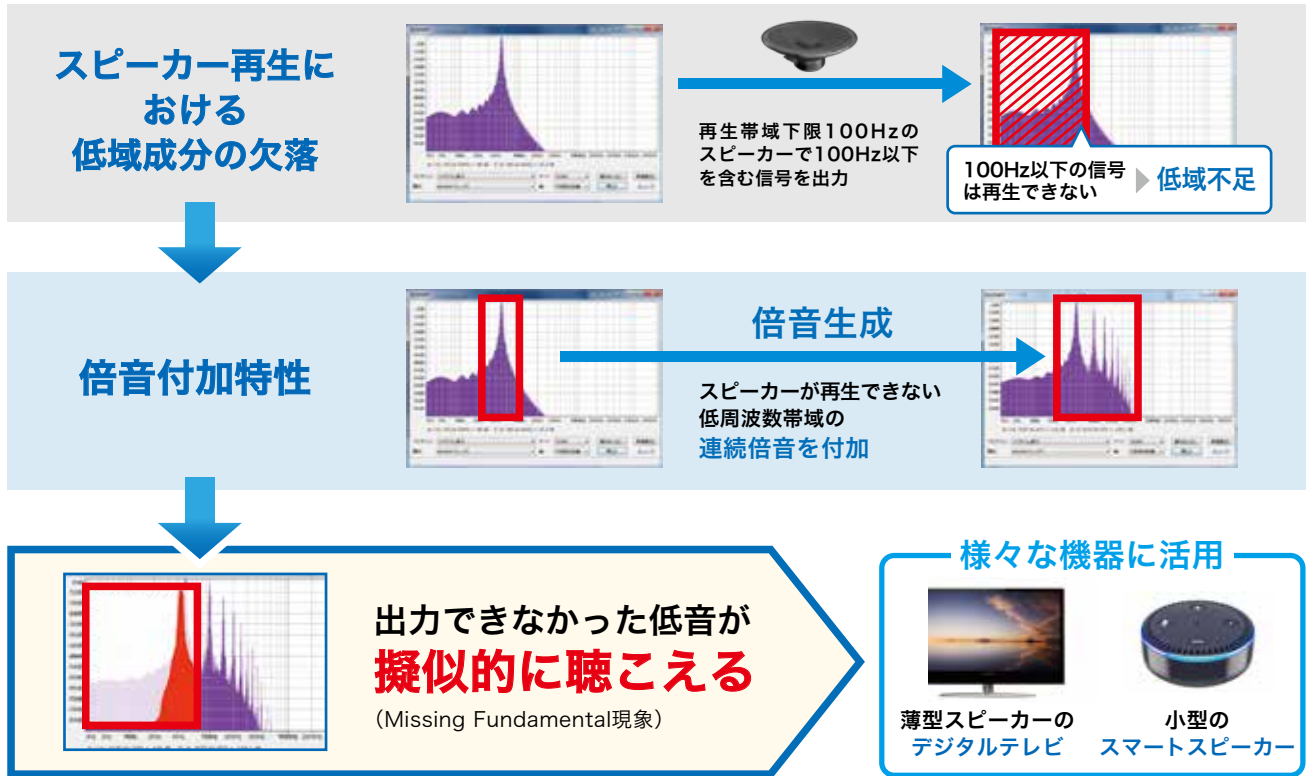 スピーカー再生に
おける
低域成分の欠落
再生帯域下限100Hzの
スピーカーで100Hz以下
を含む信号を出力
100Hz以下の信号
は再生できない
低域不足
倍音付加特性
倍音生成
スピーカーが再生できない
低周波数帯域の
連続倍音を付加
出力できなかった低音が
擬似的に聴こえる
（Missing Fundamental現象）
様々な機器に活用
薄型スピーカーの
デジタルテレビ
小型の
スマートスピーカー